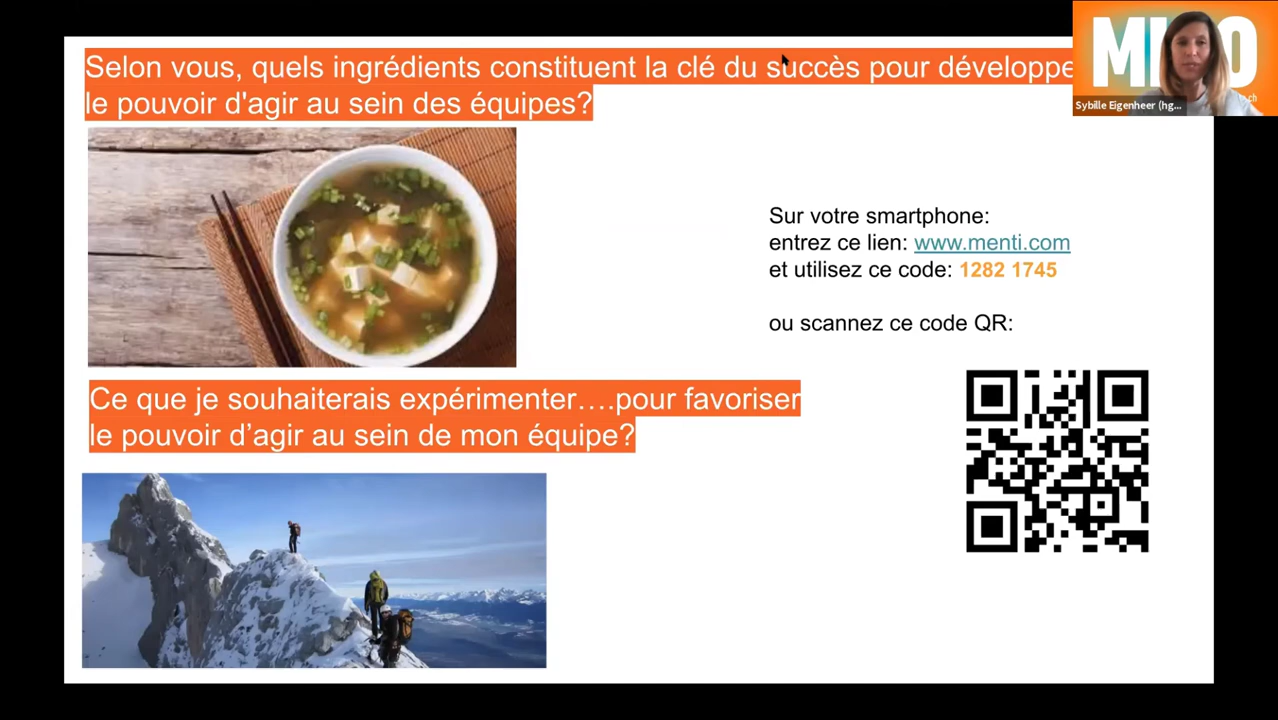 Selon vous, quels ingrédients constituent la clé du succès pour développe
le pouvoir d'agir au sein des équipes?
Sybille Eigenheer (hg...
.ch
Sur votre smartphone:
entrez ce lien: www.menti.com
et utilisez ce code: 1282 1745
ou scannez ce code QR:
Ce que je souhaiterais expérimenter….pour favoriser
le pouvoir d’agir au sein de mon équipe?